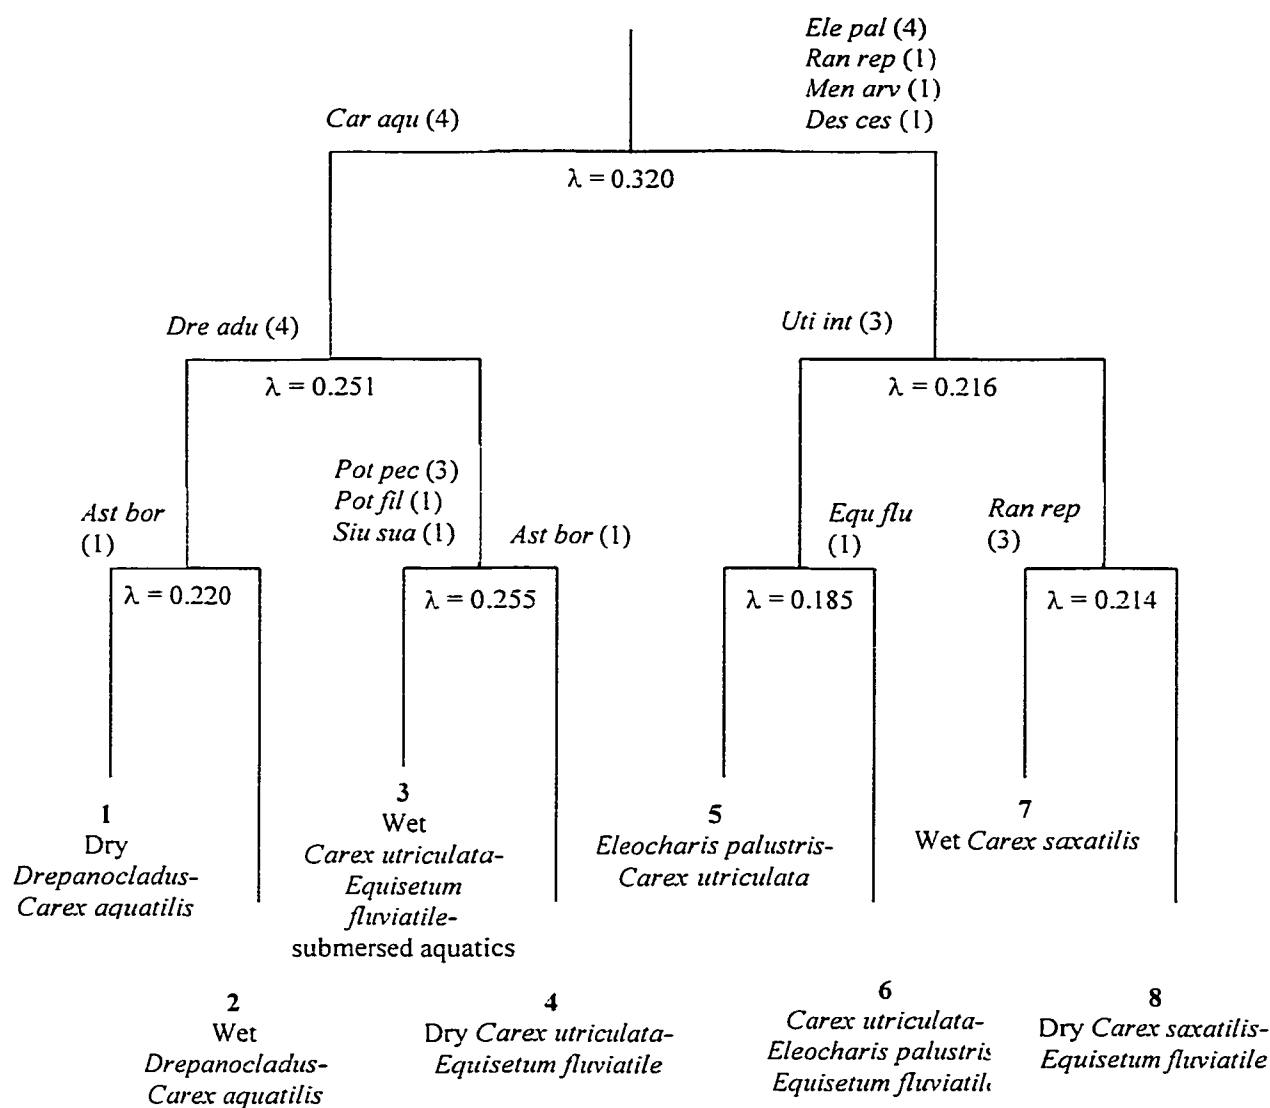 Ele pal (4)
Ran rep (1)
Men arv (1)
Des ces (1)
Car aqu (4)
λ = 0.320
Dre adu (4)
Uti int (3)
λ = 0.251
λ = 0.216
Pot pec (3)
Pot fil (1)
Siu sua (1)
Ast bor
(1)
Ast bor (1)
Equ flu
(1)
Ran rep
(3)
λ = 0.220
λ = 0.255
λ = 0.185
λ = 0.214
1
Dry
Drepanocladus-
Carex aquatilis
3
Wet
Carex utriculata-
Equisetum
fluviatile-
submersed aquatics
5
Eleocharis palustris-
Carex utriculata
7
Wet Carex saxatilis
2
Wet
Drepanocladus-
Carex aquatilis
4
Dry Carex utriculata-
Equisetum fluviatile
6
Carex utriculata-
Eleocharis palustris
Equisetum fluviatil
8
Dry Carex saxatilis-
Equisetum fluviatile